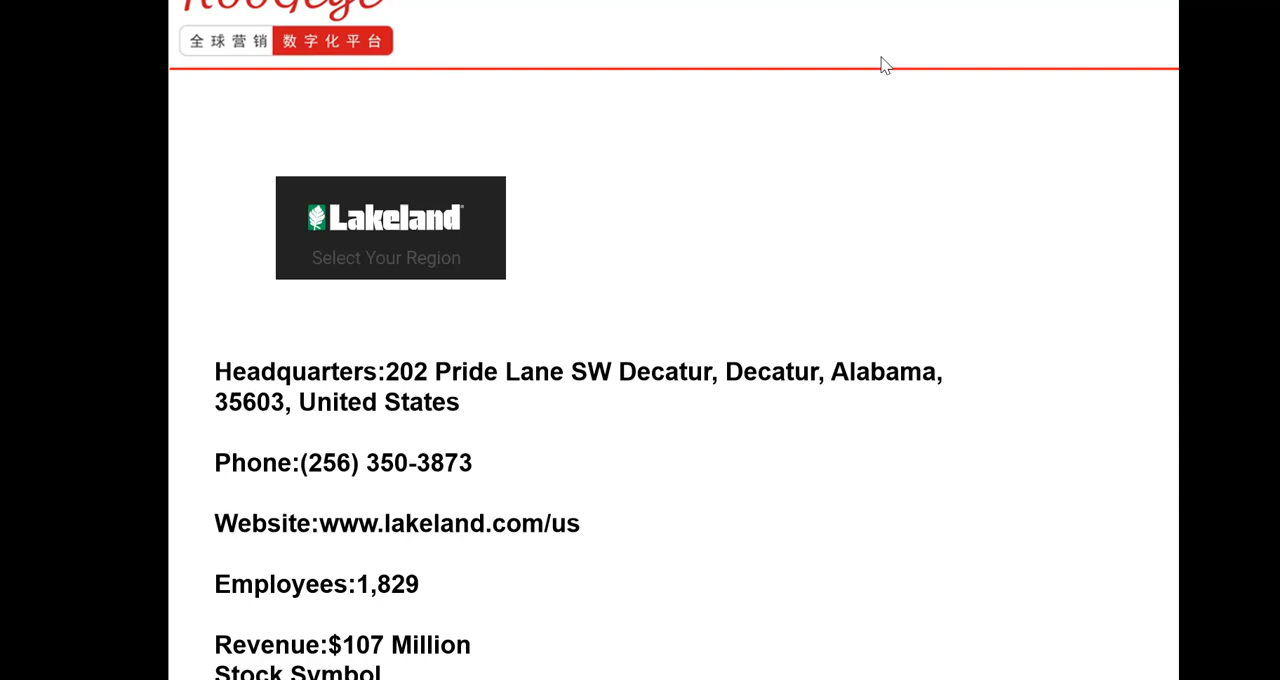 全球营销 数字化平台
Lakeland
Select Your Region
Headquarters:202 Pride Lane SW Decatur, Decatur, Alabama,
35603, United States
Phone:(256) 350-3873
Website:www.lakeland.com/us
Employees:1,829
Revenue:$107 Million
Stock Symbol